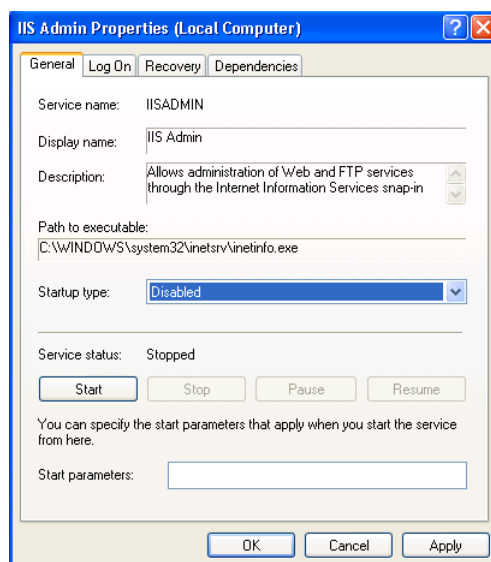 IIS Admin Properties (Local Computer)
General Log On Recovery Dependencies
Service name: IISADMIN
Display name: IIS Admin
Description: Allows administration of Web and FTP services
through the Internet Information Services snap-in
Path to executable:
C:\WINDOWS\system32\inetsrv\inetinfo.exe
Startup type: Disabled
Service status: Stopped
Start Stop Pause Resume
You can specify the start parameters that apply when you start the service
from here.
Start parameters:
OK Cancel Apply